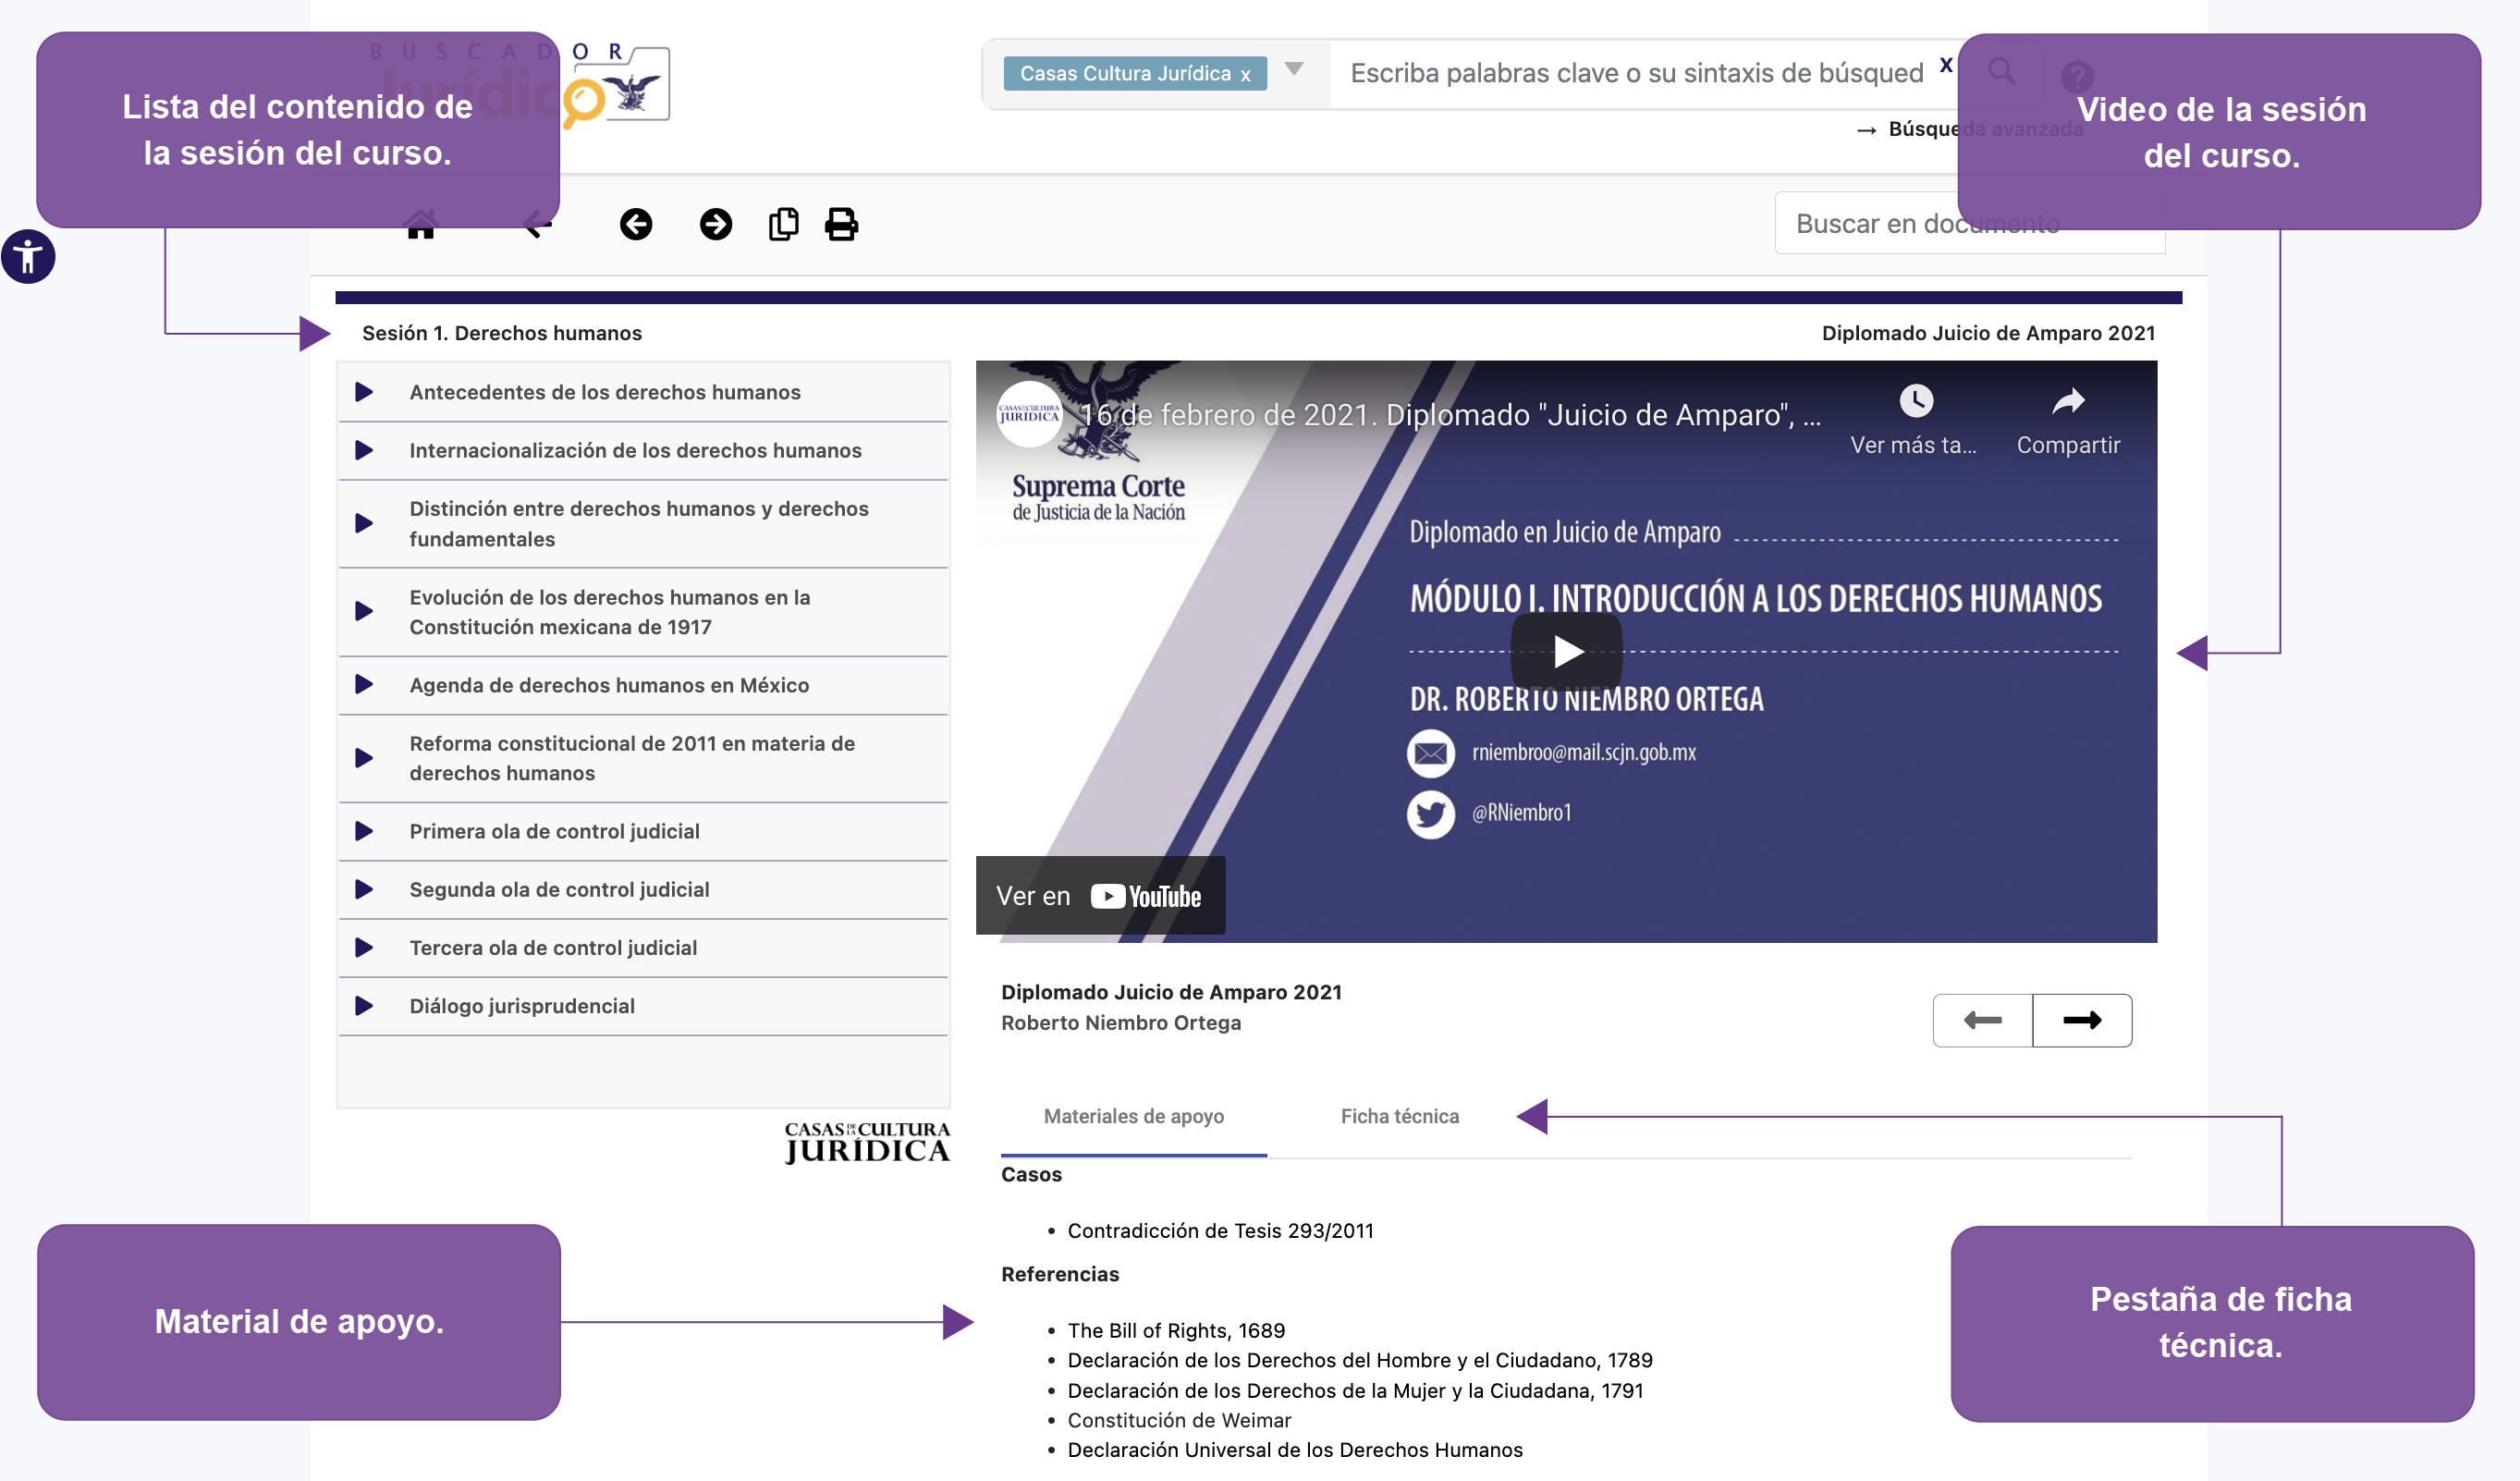 BUSCADOR
Jurídico
Casas Cultura Jurídica x
Escriba palabras clave o su sintaxis de búsqued
x
→ Búsqueda avanzada
Lista del contenido de
la sesión del curso.
Video de la sesión
del curso.
Buscar en documento
Sesión 1. Derechos humanos
Diplomado Juicio de Amparo 2021
Antecedentes de los derechos humanos
Internacionalización de los derechos humanos
Distinción entre derechos humanos y derechos
fundamentales
Evolución de los derechos humanos en la
Constitución mexicana de 1917
Agenda de derechos humanos en México
Reforma constitucional de 2011 en materia de
derechos humanos
Primera ola de control judicial
Segunda ola de control judicial
Tercera ola de control judicial
Diálogo jurisprudencial
CASAS DE LA CULTURA
JURÍDICA
CASAS DE LA CULTURA
JURÍDICA
16 de febrero de 2021. Diplomado "Juicio de Amparo", ...
Ver más ta...
Compartir
Suprema Corte
de Justicia de la Nación
Diplomado en Juicio de Amparo
MÓDULO I. INTRODUCCIÓN A LOS DERECHOS HUMANOS
DR. ROBERTO NIEMBRO ORTEGA
rniembroo@mail.scjn.gob.mx
@RNiembro1
Ver en YouTube
Diplomado Juicio de Amparo 2021
Roberto Niembro Ortega
Materiales de apoyo
Ficha técnica
Casos
• Contradicción de Tesis 293/2011
Referencias
• The Bill of Rights, 1689
• Declaración de los Derechos del Hombre y el Ciudadano, 1789
• Declaración de los Derechos de la Mujer y la Ciudadana, 1791
• Constitución de Weimar
• Declaración Universal de los Derechos Humanos
Material de apoyo.
Pestaña de ficha
técnica.